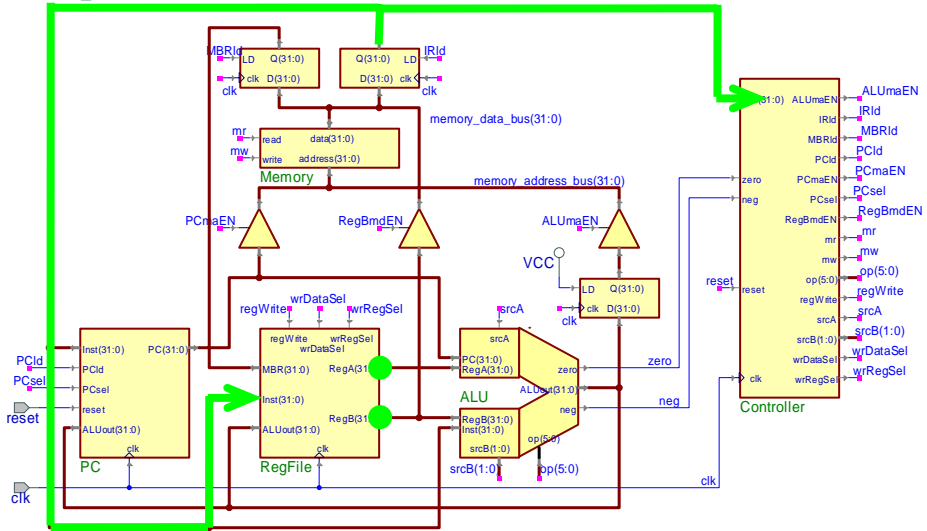 MBRld
LD
Q(31:0)
clk
D(31:0)
clk
Q(31:0)
LD
IRld
D(31:0)
clk
clk
memory_data_bus(31:0)
mr
read
data(31:0)
mw
write
address(31:0)
Memory
memory_address_bus(31:0)
PCmaEN
RegBmdEN
ALUmaEN
VCC
LD
Q(31:0)
clk
D(31:0)
clk
(31:0)
ALUmaEN
ALUmaEN
IRld
IRld
MBRld
MBRld
PCld
PCld
zero
PCmaEN
PCmaEN
neg
PCsel
PCsel
RegBmdEN
RegBmdEN
mr
mr
mw
mw
reset
reset
op(5:0)
op(5:0)
regWrite
regWrite
srcA
srcA
srcB(1:0)
srcB(1:0)
wrDataSel
wrDataSel
clk
wrRegSel
wrRegSel
Controller
Inst(31:0)
PC(31:0)
PCld
PCld
PCsel
PCsel
reset
reset
ALUout(31:0)
clk
PC
clk
regWrite
wrDataSel
wrRegSel
regWrite
wrRegSel
wrDataSel
MBR(31:0)
RegA(31:0)
Inst(31:0)
RegB(31:0)
ALUout(31:0)
clk
RegFile
srcA
srcA
PC(31:0)
RegA(31:0)
zero
ALUout(31:0)
ALU
neg
RegB(31:0)
Inst(31:0)
op(5:0)
srcB(1:0)
srcB(1:0)
op(5:0)
zero
neg
clk